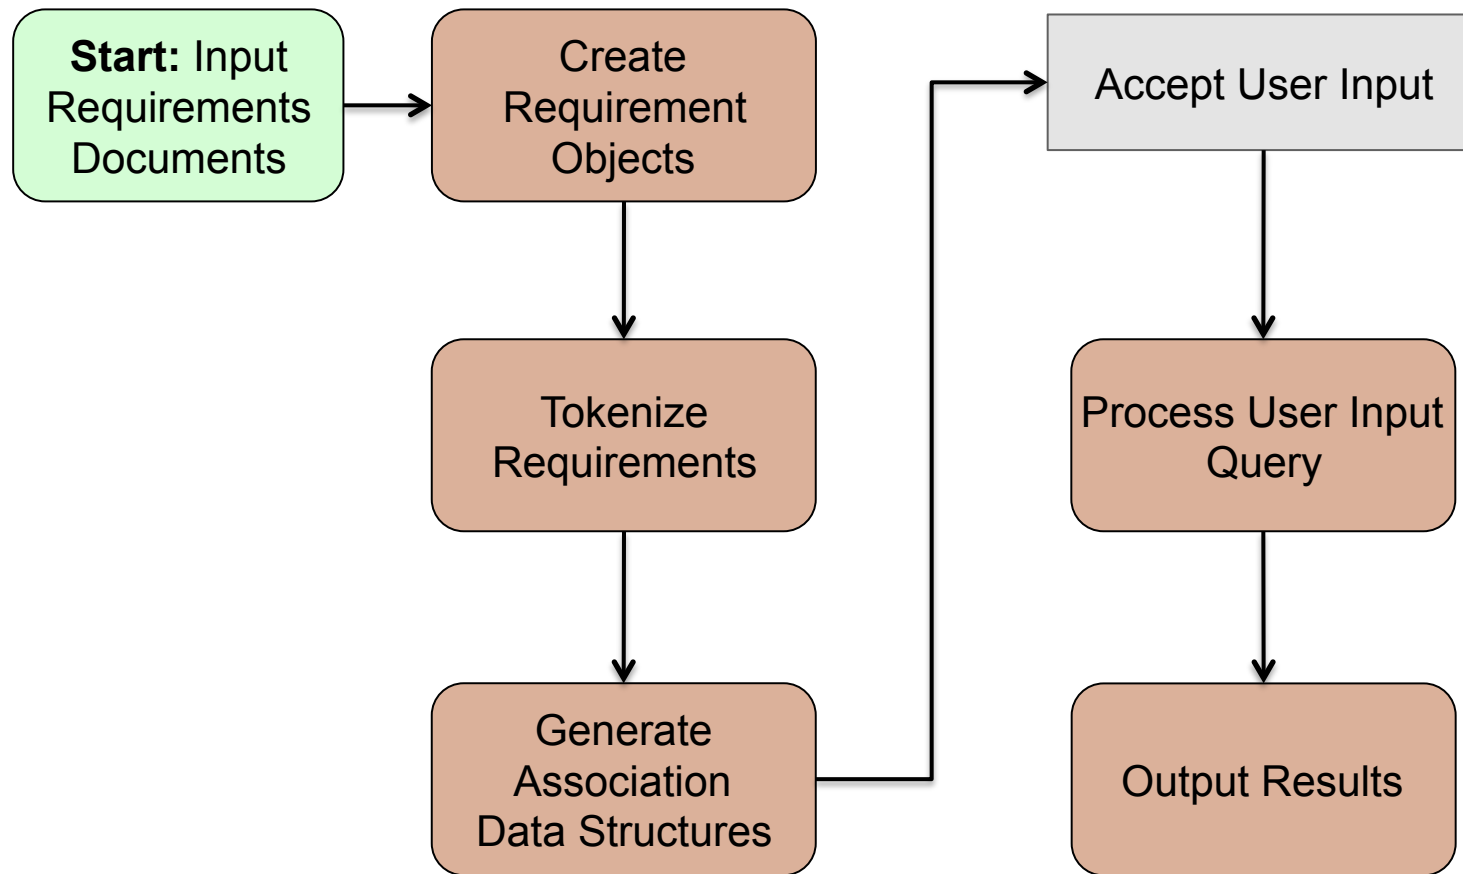 Start: Input
Requirements
Documents
Create
Requirement
Objects
Tokenize
Requirements
Generate
Association
Data Structures
Accept User Input
Process User Input
Query
Output Results